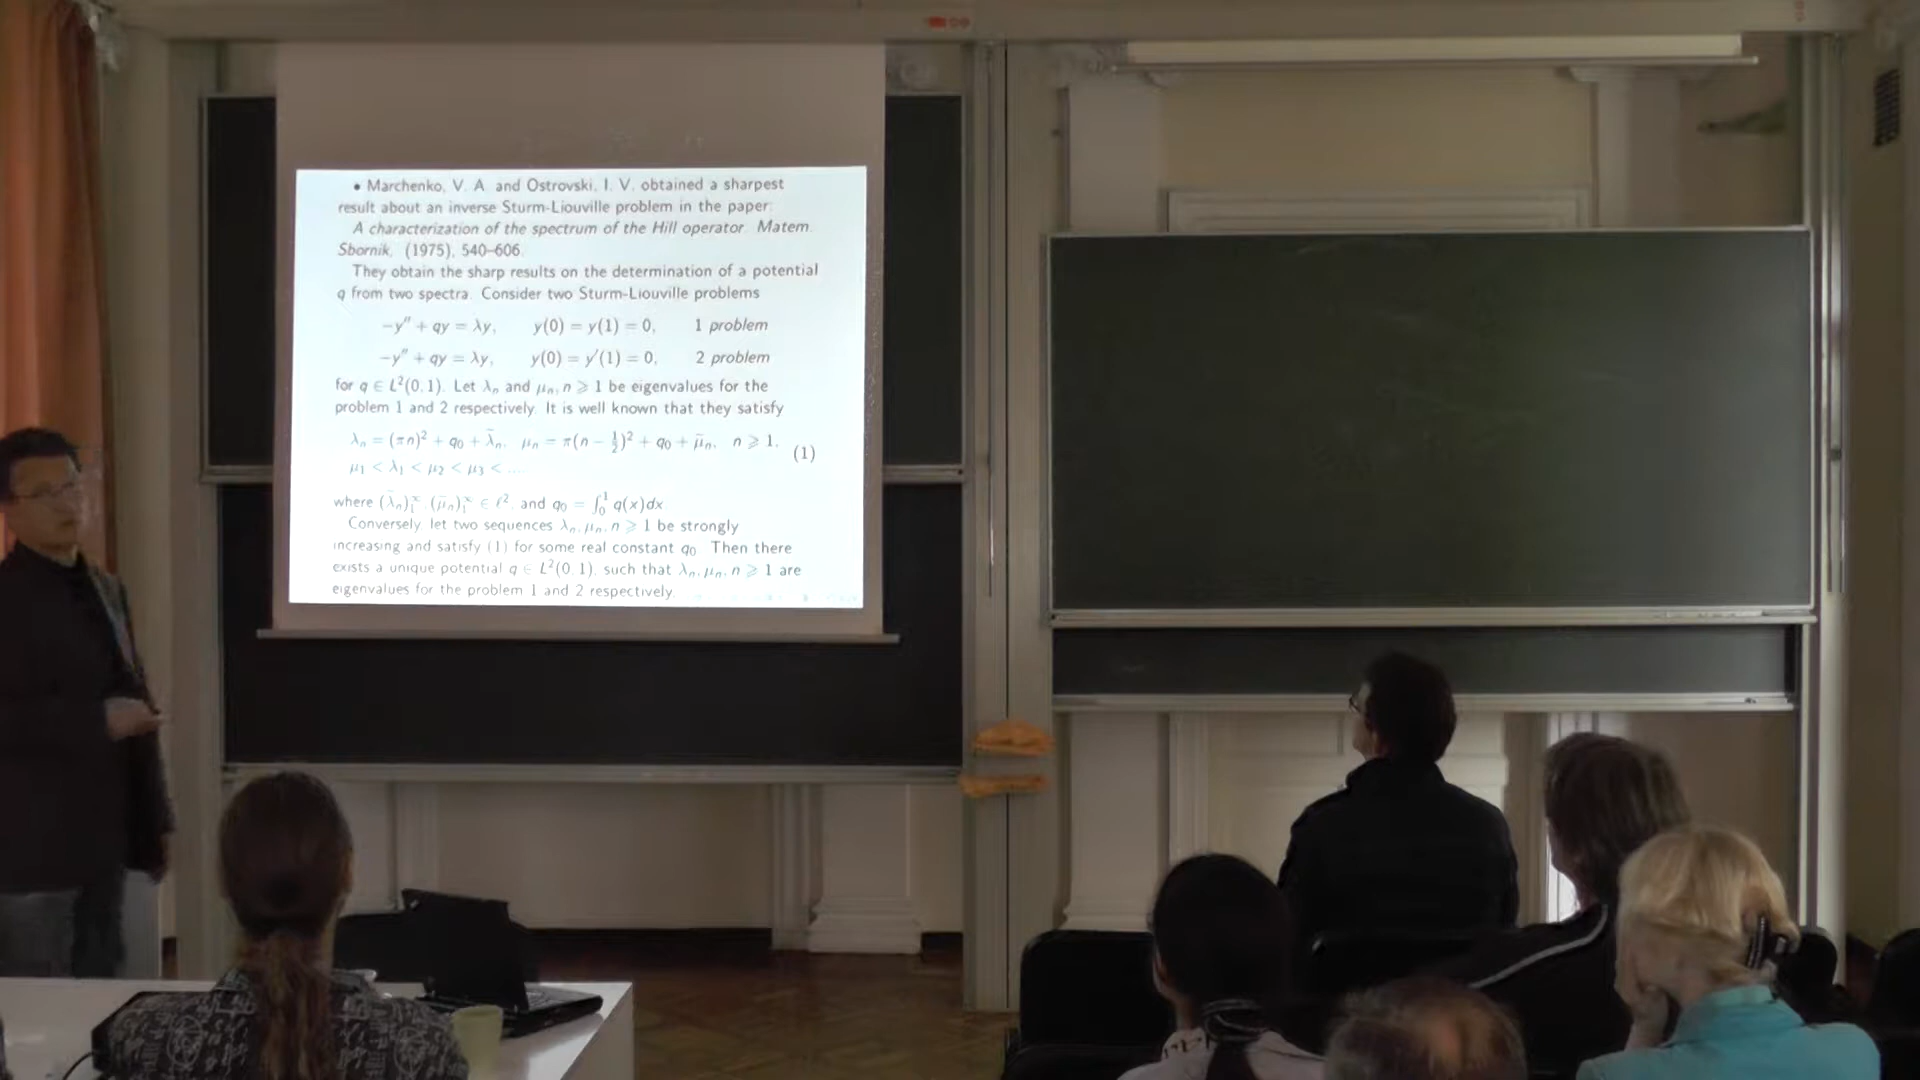 • Marchenko, V. A. and Ostrovski, I. V. obtained a sharpest
result about an inverse Sturm-Liouville problem in the paper:
A characterization of the spectrum of the Hill operator. Matem.
Sbornik, (1975), 540–606.
They obtain the sharp results on the determination of a potential
q from two spectra. Consider two Sturm-Liouville problems
−y″ + qy = λy, y(0) = y(1) = 0, 1 problem
−y″ + qy = λy, y(0) = y′(1) = 0, 2 problem
for q ∈ L²(0,1). Let λₙ and μₙ, n ⩾ 1 be eigenvalues for the
problem 1 and 2 respectively. It is well known that they satisfy
λₙ = (πn)² + q₀ + λ̃ₙ, μₙ = π(n − ½)² + q₀ + μ̃ₙ, n ⩾ 1,
μ₁ < λ₁ < μ₂ < μ₃ < .... (1)
where (λ̃ₙ)₁^∞, (μ̃ₙ)₁^∞ ∈ ℓ², and q₀ = ∫₀¹ q(x)dx
Conversely, let two sequences λₙ, μₙ, n ⩾ 1 be strongly
increasing and satisfy (1) for some real constant q₀. Then there
exists a unique potential q ∈ L²(0,1), such that λₙ, μₙ, n ⩾ 1 are
eigenvalues for the problem 1 and 2 respectively.